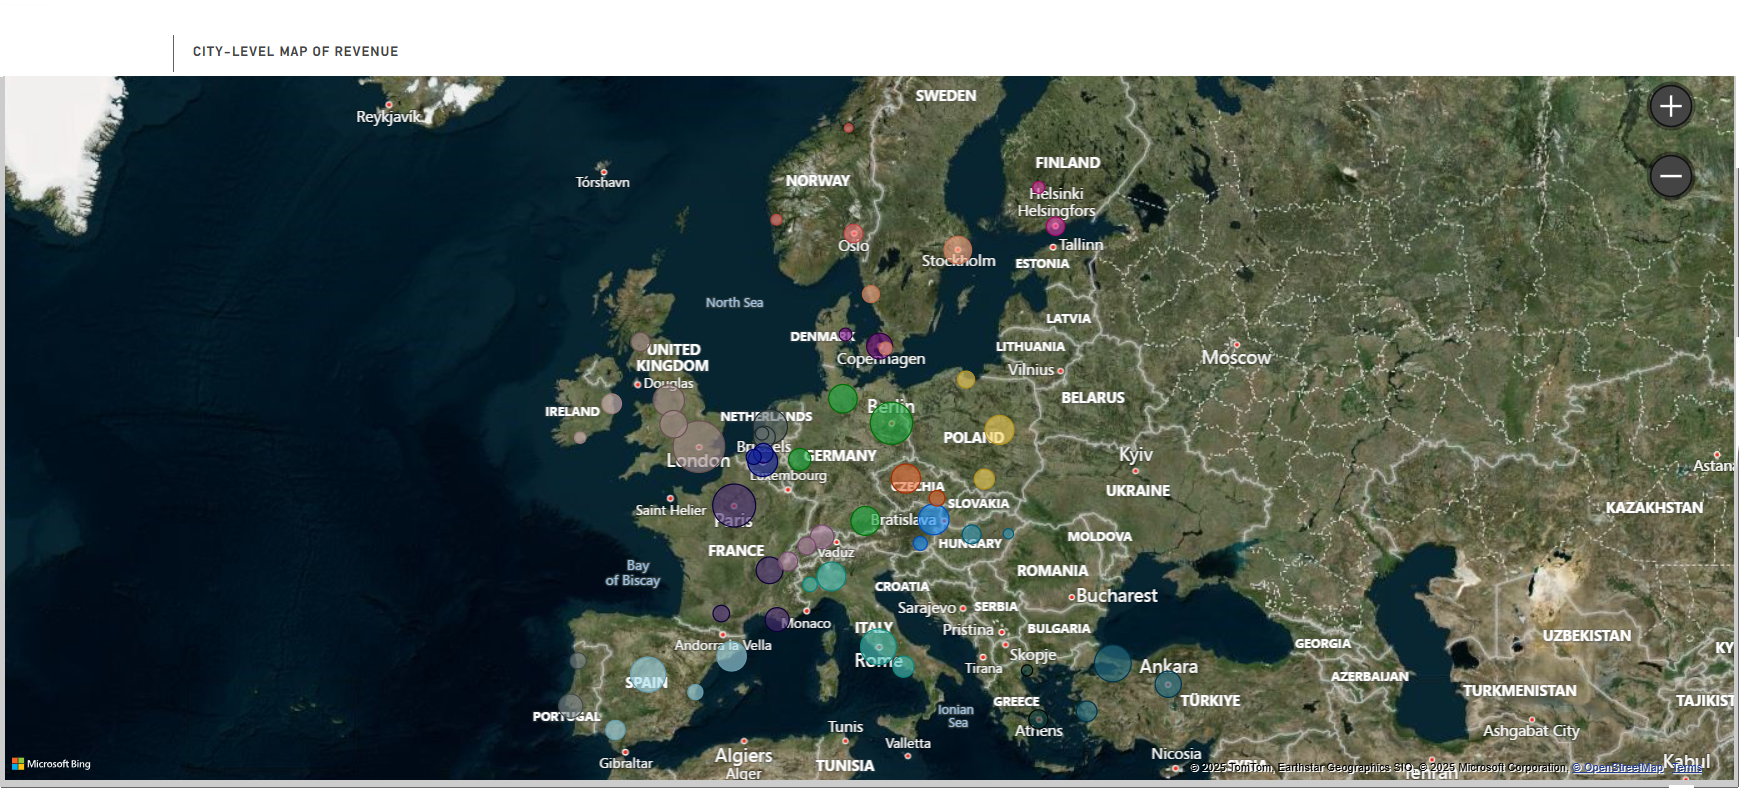 CITY-LEVEL MAP OF REVENUE
SWEDEN
Reykjavík
FINLAND
Tórshavn
NORWAY
Helsinki
Helsingfors
Oslo
Tallinn
Stockholm
ESTONIA
North Sea
LATVIA
DENMARK
LITHUANIA
UNITED
KINGDOM
Copenhagen
Moscow
Vilnius
Douglas
BELARUS
IRELAND
NETHERLANDS
Berlin
POLAND
Brussels
GERMANY
London
Kyiv
Astana
Luxembourg
CZECHIA
UKRAINE
SLOVAKIA
Saint Helier
Paris
Bratislava
KAZAKHSTAN
MOLDOVA
HUNGARY
FRANCE
Vaduz
Bay
of Biscay
ROMANIA
CROATIA
Bucharest
Sarajevo
SERBIA
Monaco
ITALY
Pristina
BULGARIA
UZBEKISTAN
Andorra la Vella
GEORGIA
KY
Skopje
Rome
Tirana
Ankara
AZERBAIJAN
SPAIN
TURKMENISTAN
GREECE
TÜRKIYE
TAJIKIST
PORTUGAL
Ionian
Sea
Athens
Tunis
Ashgabat City
Valletta
Algiers
Nicosia
Gibraltar
TUNISIA
Alger
SYRIA
Kabul
Tehran
Microsoft Bing
© 2025 TomTom, Earthstar Geographics SIO, © 2025 Microsoft Corporation, © OpenStreetMap Terms